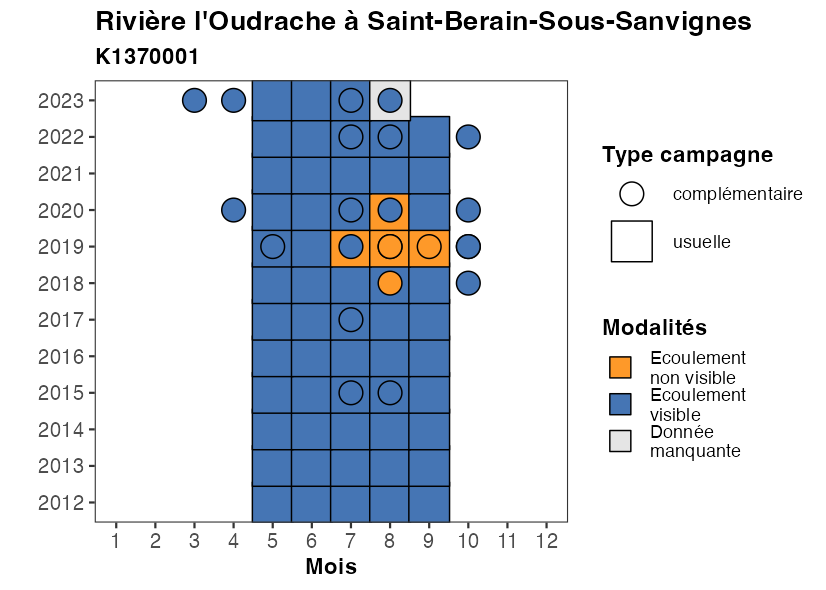 Rivière l'Oudrache à Saint-Berain-Sous-Sanvignes
K1370001
2023
2022
2021
2020
2019
2018
2017
2016
2015
2014
2013
2012
1 2 3 4 5 6 7 8 9 10 11 12
Mois
Type campagne
complémentaire
usuelle
Modalités
Ecoulement
non visible
Ecoulement
visible
Donnée
manquante